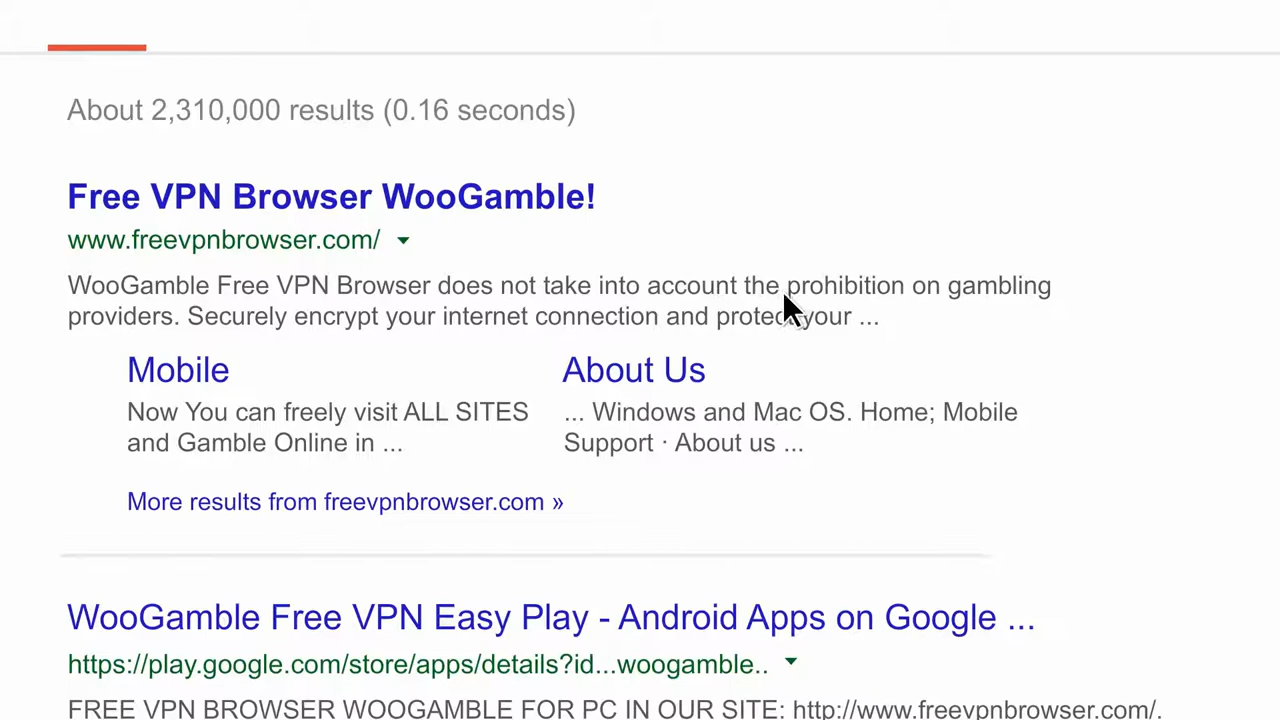 About 2,310,000 results (0.16 seconds)
Free VPN Browser WooGamble!
www.freevpnbrowser.com/
WooGamble Free VPN Browser does not take into account the prohibition on gambling
providers. Securely encrypt your internet connection and protect your ...
Mobile
Now You can freely visit ALL SITES
and Gamble Online in ...
About Us
... Windows and Mac OS. Home; Mobile
Support · About us ...
More results from freevpnbrowser.com »
WooGamble Free VPN Easy Play - Android Apps on Google ...
https://play.google.com/store/apps/details?id...woogamble..
FREE VPN BROWSER WOOGAMBLE FOR PC IN OUR SITE: http://www.freevpnbrowser.com/.